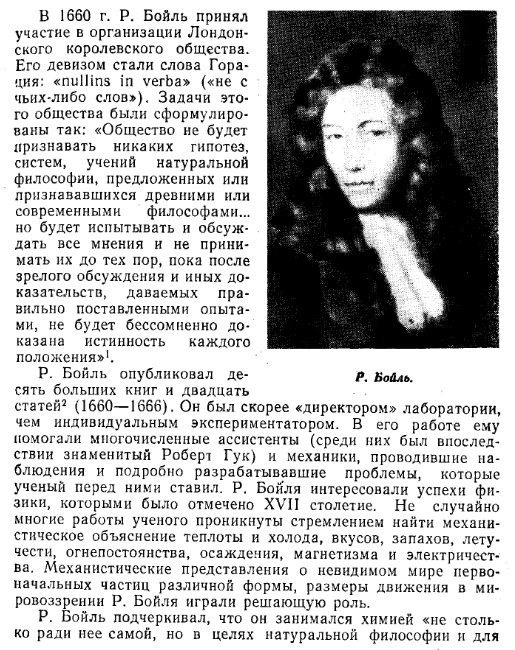 В 1660 г. Р. Бойль принял
участие в организации Лондон-
ского королевского общества.
Его девизом стали слова Гора-
ция: «nullins in verba» («не с
чьих-либо слов»). Задачи это-
го общества были сформулиро-
ваны так: «Общество не будет
признавать никаких гипотез,
систем, учений натуральной
философии, предложенных или
признававшихся древними или
современными философами...
но будет испытывать и обсуж-
дать все мнения и не прини-
мать их до тех пор, пока после
зрелого обсуждения и иных до-
казательств, даваемых пра-
вильно поставленными опыта-
ми, не будет бессомненно до-
казана истинность каждого
положения»¹.
Р. Бойль опубликовал де-
сять больших книг и двадцать
Р. Бойль.
статей² (1660—1666). Он был скорее «директором» лаборатории,
чем индивидуальным экспериментатором. В его работе ему
помогали многочисленные ассистенты (среди них был впослед-
ствии знаменитый Роберт Гук) и механики, проводившие на-
блюдения и подробно разрабатывавшие проблемы, которые
ученый перед ними ставил. Р. Бойля интересовали успехи фи-
зики, которыми было отмечено XVII столетие. Не случайно
многие работы ученого проникнуты стремлением найти механи-
стическое объяснение теплоты и холода, вкусов, запахов, лету-
чести, огнепостоянства, осаждения, магнетизма и электричест-
ва. Механистические представления о невидимом мире перво-
начальных частиц различной формы, размеры движения в ми-
ровоззрении Р. Бойля играли решающую роль.
Р. Бойль подчеркивал, что он занимался химией «не столь-
ко ради нее самой, но в целях натуральной философии и для